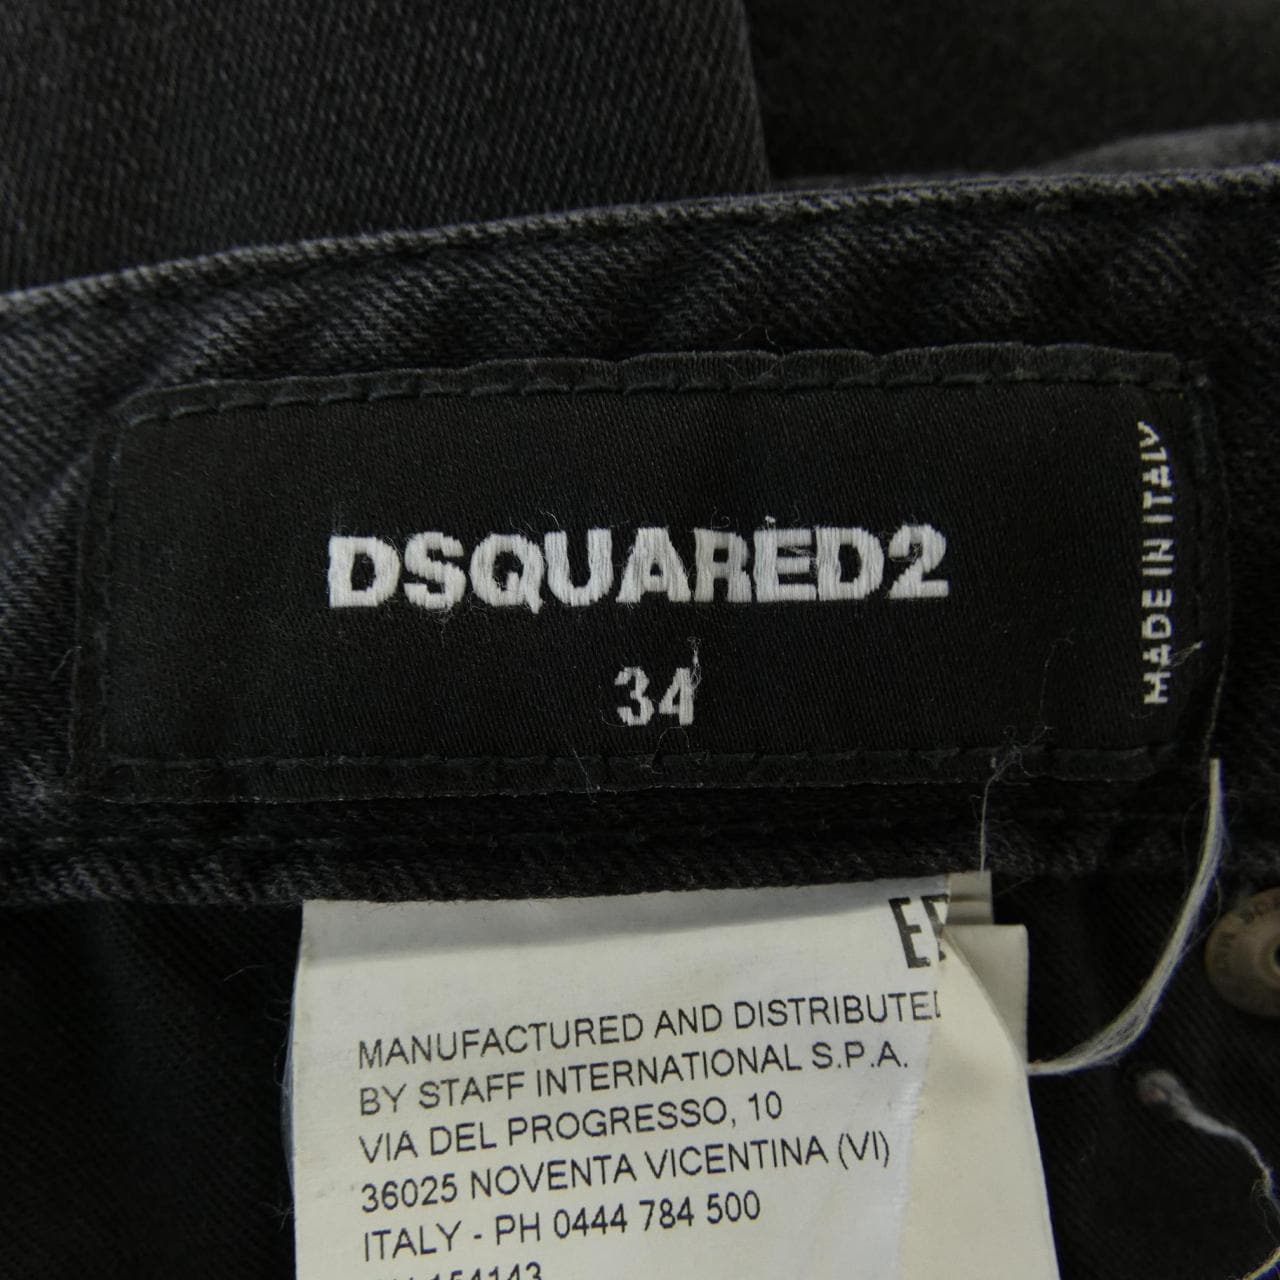 DSQUARED2
34
MADE IN ITALY
MANUFACTURED AND DISTRIBUTED
BY STAFF INTERNATIONAL S.P.A.
VIA DEL PROGRESSO, 10
36025 NOVENTA VICENTINA (VI)
ITALY - PH 0444 784 500
154143